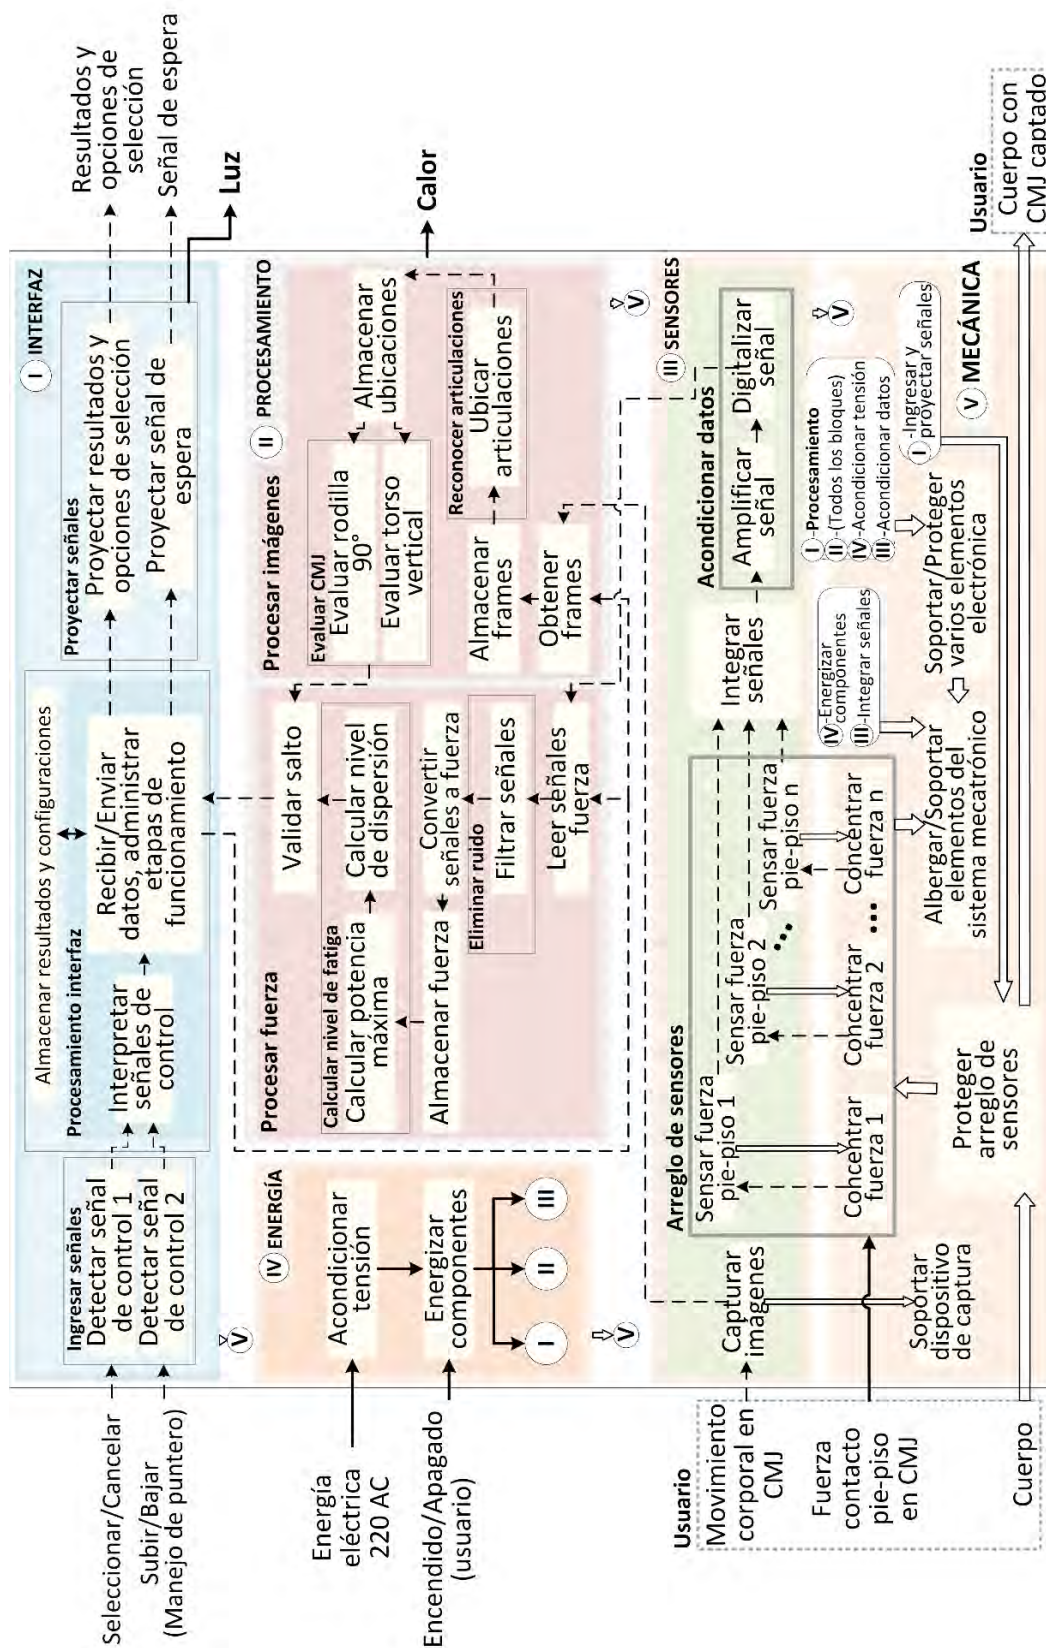 Seleccionar/Cancelar
Subir/Bajar
(Manejo de puntero)
Energía
eléctrica
220 AC
Encendido/Apagado
(usuario)
Usuario
Movimiento
corporal en
CMJ
Fuerza
contacto
pie-piso
en CMJ
Cuerpo
I INTERFAZ
Ingresar señales
Detectar señal
de control 1
Detectar señal
de control 2
V
Almacenar resultados y configuraciones
Procesamiento interfaz
Interpretar
señales de
control
Recibir/Enviar
datos, administrar
etapas de
funcionamiento
Proyectar señales
Proyectar resultados y
opciones de selección
Proyectar señal de
espera
Resultados y
opciones de
selección
Señal de espera
Luz
IV ENERGÍA
Acondicionar
tensión
Energizar
componentes
I
II
III
V
II PROCESAMIENTO
Procesar fuerza
Validar salto
Calcular nivel de fatiga
Calcular potencia
máxima
Calcular nivel
de dispersión
Almacenar fuerza
Convertir
señales a fuerza
Eliminar ruido
Filtrar señales
Leer señales
fuerza
Procesar imágenes
Evaluar CMJ
Evaluar rodilla
90°
Evaluar torso
vertical
Almacenar
ubicaciones
Reconocer articulaciones
Ubicar
articulaciones
Almacenar
frames
Obtener
frames
V
Calor
III SENSORES
Capturar
imágenes
Arreglo de sensores
Sensar fuerza
pie-piso 1
Sensar fuerza
pie-piso 2
Sensar fuerza
pie-piso n
Concentrar
fuerza 1
Concentrar
fuerza 2
Concentrar
fuerza n
Integrar
señales
Acondicionar datos
Amplificar
señal
Digitalizar
señal
V
V MECÁNICA
Soportar
dispositivo
de captura
Proteger
arreglo de
sensores
Albergar/Soportar
elementos del
sistema mecatrónico
Soportar/Proteger
varios elementos
electrónica
IV-Energizar
componentes
III-Integrar señales
I-Procesamiento
II-(Todos los bloques)
IV-Acondicionar tensión
III-Acondicionar datos
I-Ingresar y
proyectar señales
Usuario
Cuerpo con
CMJ captado